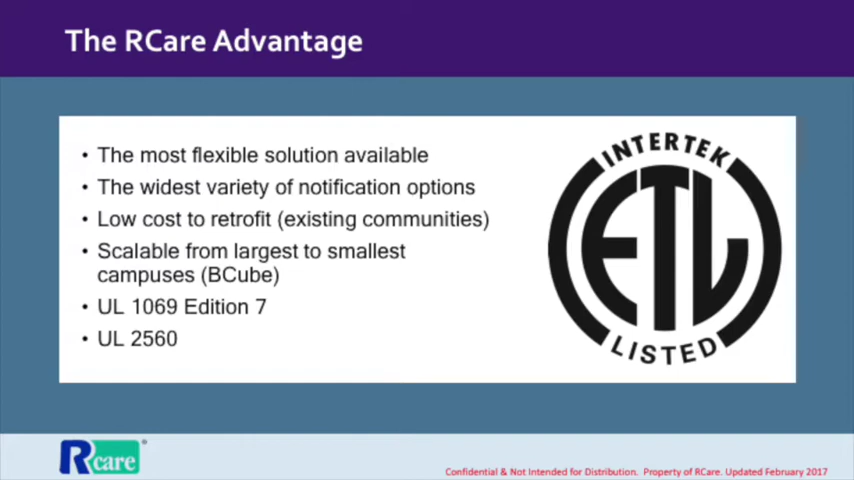 The RCare Advantage
• The most flexible solution available
• The widest variety of notification options
• Low cost to retrofit (existing communities)
• Scalable from largest to smallest
campuses (BCube)
• UL 1069 Edition 7
• UL 2560
INTERTEK
ETL
LISTED
Rcare®
Confidential & Not Intended for Distribution. Property of RCare. Updated February 2017